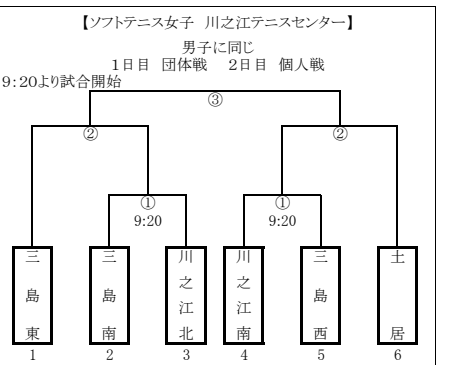 【ソフトテニス女子 川之江テニスセンター】
男子に同じ
1日目 団体戦 2日目 個人戦
9:20より試合開始
③
② ②
① ①
9:20 9:20
三島東 三島南 川之江北 川之江南 三島西 土居
1 2 3 4 5 6